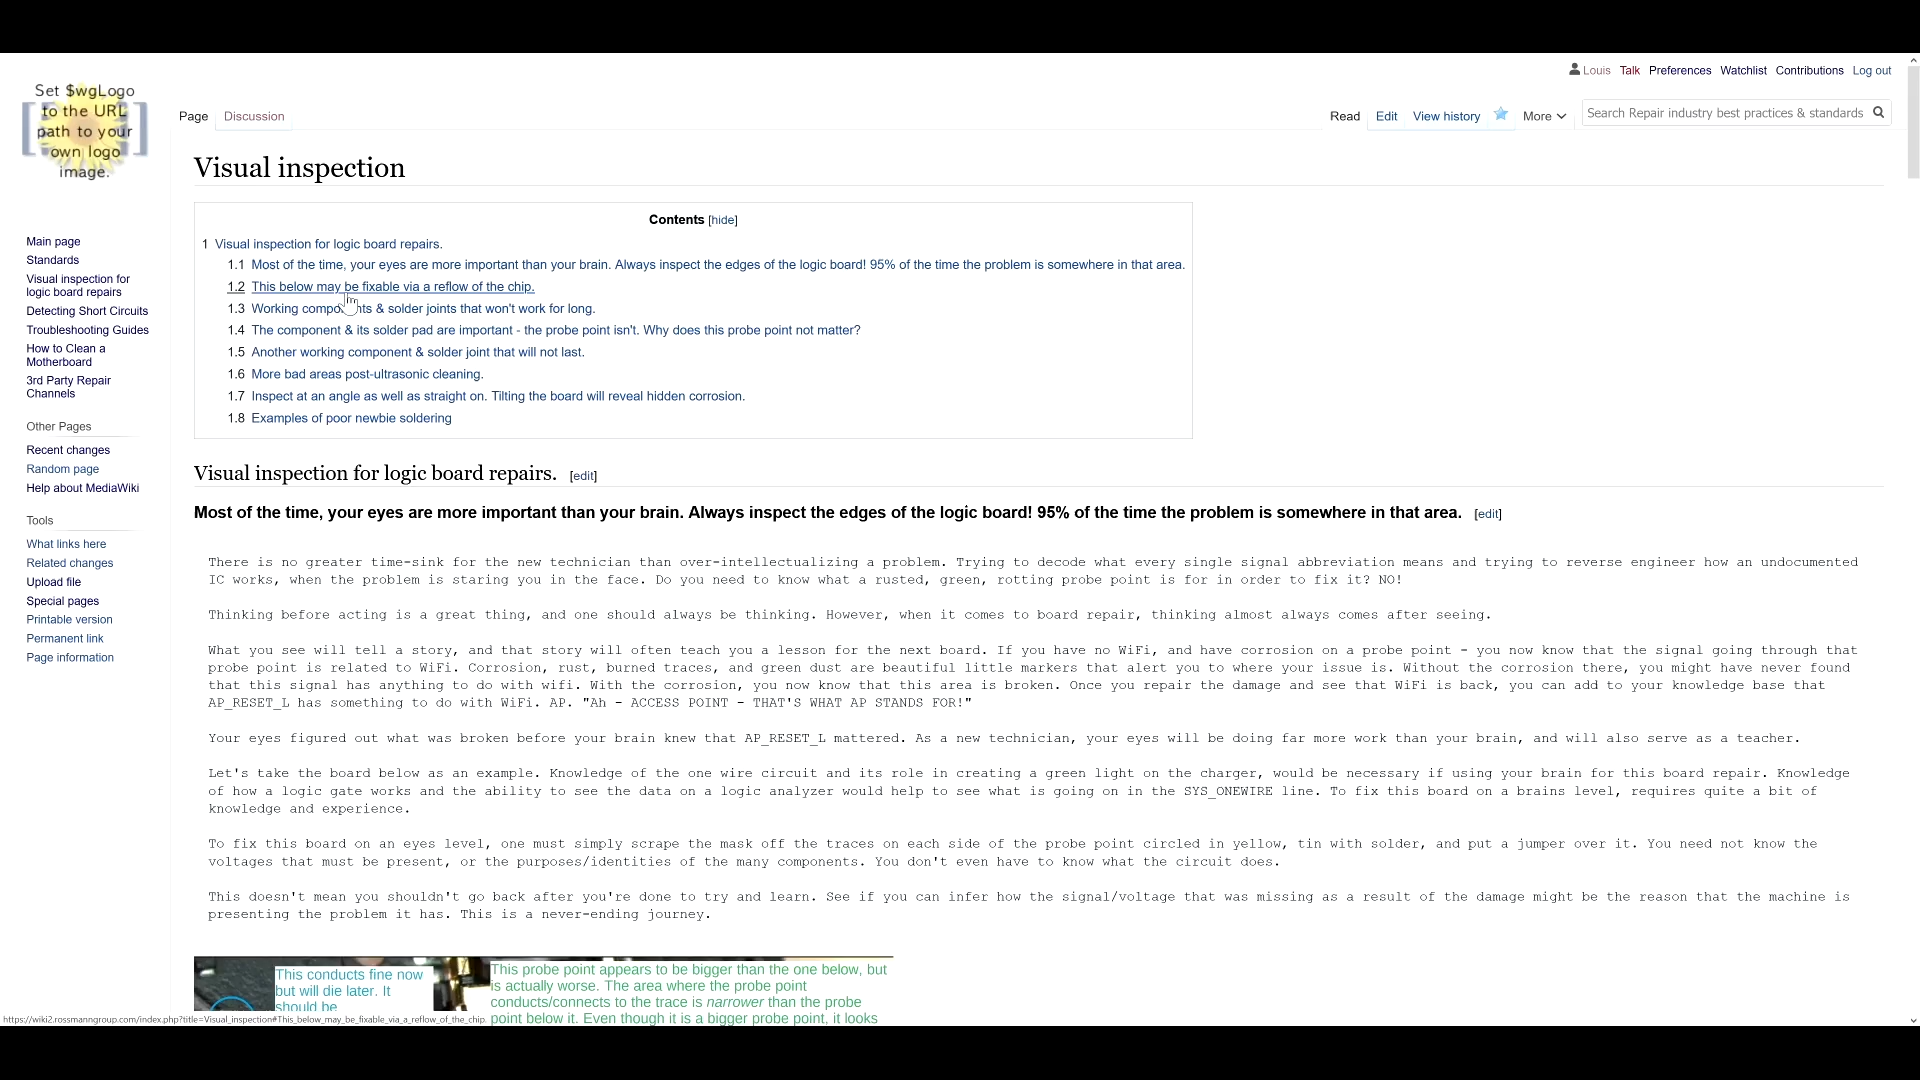 Louis Talk Preferences Watchlist Contributions Log out
Set $wgLogo
to the URL
path to your
own logo
image.
Page Discussion
Read Edit View history More
Search Repair industry best practices & standards
Visual inspection
Contents [hide]
1 Visual inspection for logic board repairs.
1.1 Most of the time, your eyes are more important than your brain. Always inspect the edges of the logic board! 95% of the time the problem is somewhere in that area.
1.2 This below may be fixable via a reflow of the chip.
1.3 Working components & solder joints that won't work for long.
1.4 The component & its solder pad are important - the probe point isn't. Why does this probe point not matter?
1.5 Another working component & solder joint that will not last.
1.6 More bad areas post-ultrasonic cleaning.
1.7 Inspect at an angle as well as straight on. Tilting the board will reveal hidden corrosion.
1.8 Examples of poor newbie soldering
Main page
Standards
Visual inspection for
logic board repairs
Detecting Short Circuits
Troubleshooting Guides
How to Clean a
Motherboard
3rd Party Repair
Channels
Other Pages
Recent changes
Random page
Help about MediaWiki
Tools
What links here
Related changes
Upload file
Special pages
Printable version
Permanent link
Page information
Visual inspection for logic board repairs. [edit]
Most of the time, your eyes are more important than your brain. Always inspect the edges of the logic board! 95% of the time the problem is somewhere in that area. [edit]
There is no greater time-sink for the new technician than over-intellectualizing a problem. Trying to decode what every single signal abbreviation means and trying to reverse engineer how an undocumented
IC works, when the problem is staring you in the face. Do you need to know what a rusted, green, rotting probe point is for in order to fix it? NO!
Thinking before acting is a great thing, and one should always be thinking. However, when it comes to board repair, thinking almost always comes after seeing.
What you see will tell a story, and that story will often teach you a lesson for the next board. If you have no WiFi, and have corrosion on a probe point - you now know that the signal going through that
probe point is related to WiFi. Corrosion, rust, burned traces, and green dust are beautiful little markers that alert you to where your issue is. Without the corrosion there, you might have never found
that this signal has anything to do with wifi. With the corrosion, you now know that this area is broken. Once you repair the damage and see that WiFi is back, you can add to your knowledge base that
AP_RESET_L has something to do with WiFi. AP. "Ah - ACCESS POINT - THAT'S WHAT AP STANDS FOR!"
Your eyes figured out what was broken before your brain knew that AP_RESET_L mattered. As a new technician, your eyes will be doing far more work than your brain, and will also serve as a teacher.
Let's take the board below as an example. Knowledge of the one wire circuit and its role in creating a green light on the charger, would be necessary if using your brain for this board repair. Knowledge
of how a logic gate works and the ability to see the data on a logic analyzer would help to see what is going on in the SYS_ONEWIRE line. To fix this board on a brains level, requires quite a bit of
knowledge and experience.
To fix this board on an eyes level, one must simply scrape the mask off the traces on each side of the probe point circled in yellow, tin with solder, and put a jumper over it. You need not know the
voltages that must be present, or the purposes/identities of the many components. You don't even have to know what the circuit does.
This doesn't mean you shouldn't go back after you're done to try and learn. See if you can infer how the signal/voltage that was missing as a result of the damage might be the reason that the machine is
presenting the problem it has. This is a never-ending journey.
This conducts fine now
but will die later. It
should be
This probe point appears to be bigger than the one below, but
is actually worse. The area where the probe point
conducts/connects to the trace is narrower than the probe
point below it. Even though it is a bigger probe point, it looks
https://wiki2.rossmanngroup.com/index.php?title=Visual_inspection#This_below_may_be_fixable_via_a_reflow_of_the_chip.